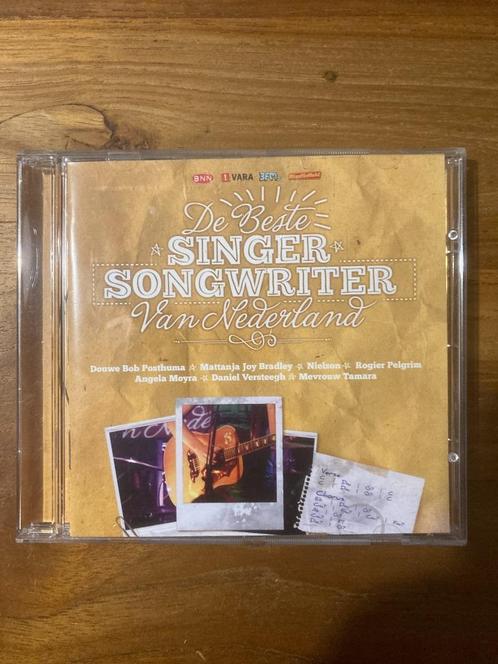 BNN VARA 3FM
De Beste
SINGER
SONGWRITER
Van Nederland
Douwe Bob Posthuma ☆ Mattanja Joy Bradley ☆ Nielson ☆ Rogier Pelgrim
Angela Moyra ☆ Daniel Versteegh ☆ Mevrouw Tamara